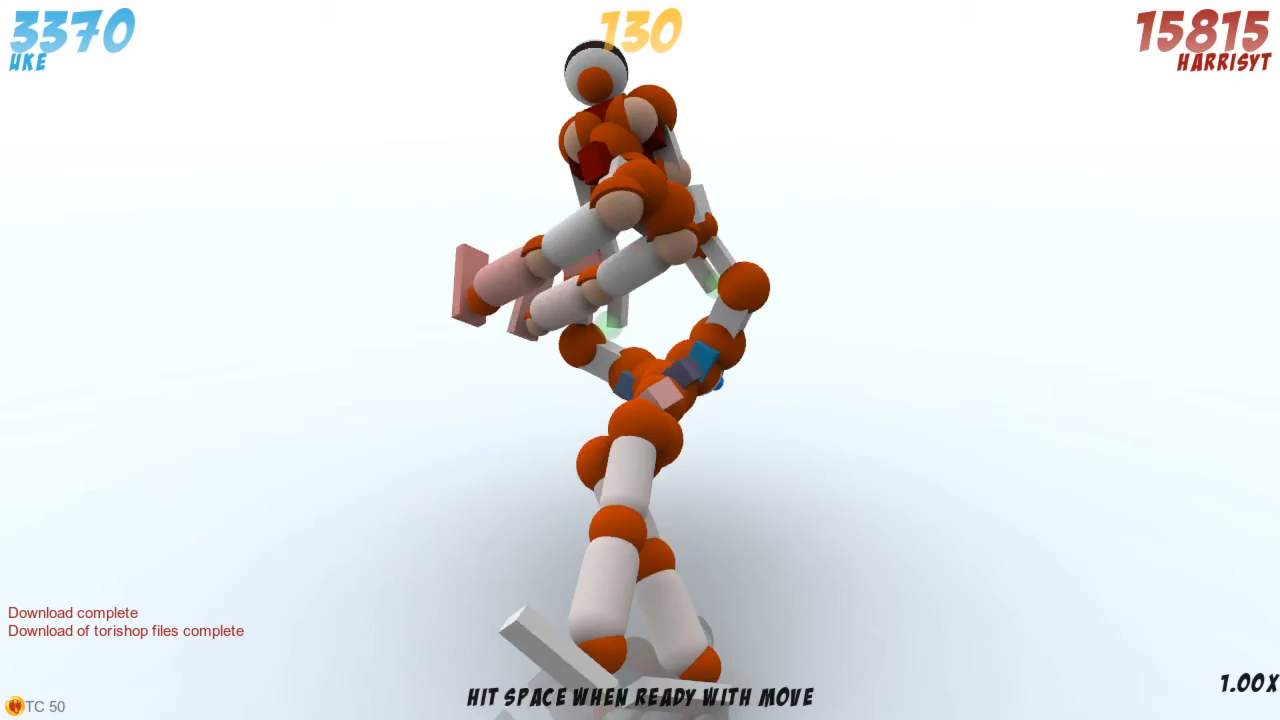 3370
UKE
130
15815
HARRISYT
Download complete
Download of torishop files complete
TC 50
HIT SPACE WHEN READY WITH MOVE
1.00X